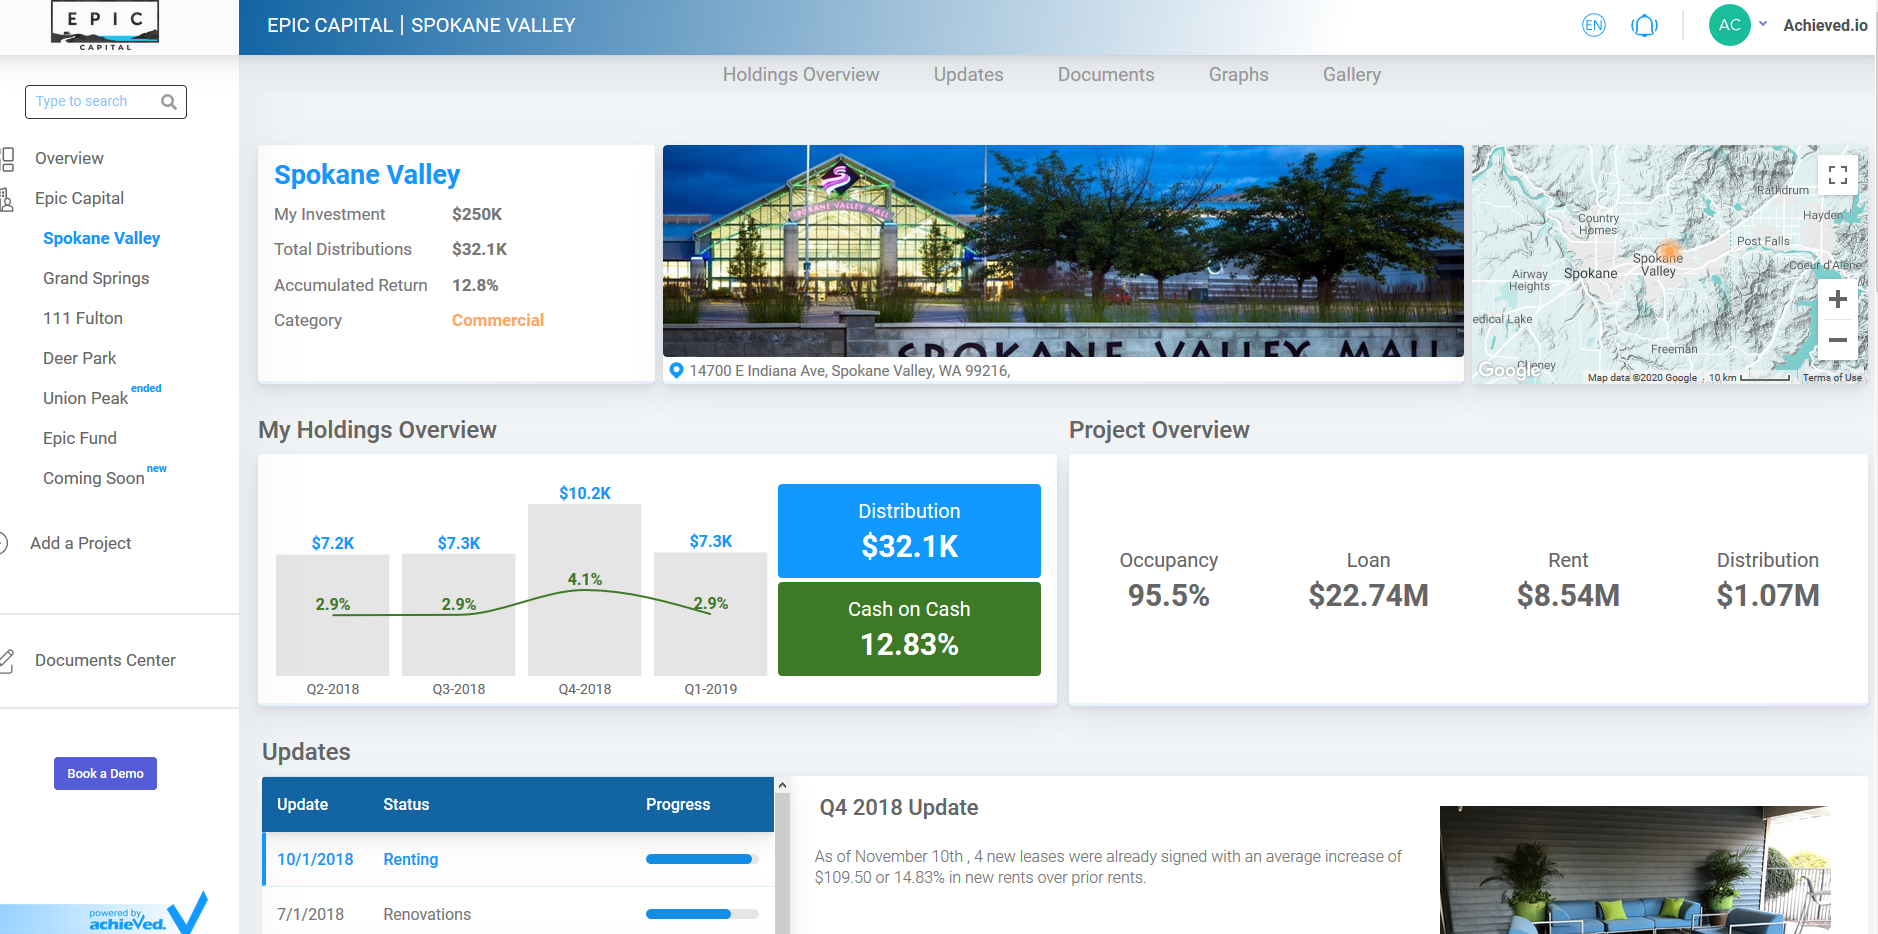 EPIC
CAPITAL
EPIC CAPITAL | SPOKANE VALLEY
EN
AC
Achieved.io
Holdings Overview
Updates
Documents
Graphs
Gallery
Type to search
Overview
Epic Capital
Spokane Valley
Grand Springs
111 Fulton
Deer Park
Union Peak ended
Epic Fund
Coming Soon new
Add a Project
Documents Center
Book a Demo
powered by
achieved.
Spokane Valley
My Investment $250K
Total Distributions $32.1K
Accumulated Return 12.8%
Category Commercial
SPOKANE VALLEY MALL
SPOKANE VALLEY MALL
14700 E Indiana Ave, Spokane Valley, WA 99216,
Rathdrum
Hayden
Country
Homes
Post Falls
Spokane
Valley
Coeur d'Alene
Airway
Heights
Spokane
edical Lake
Freeman
Cheney
Google
Map data ©2020 Google
10 km
Terms of Use
My Holdings Overview
$7.2K
$7.3K
$10.2K
$7.3K
2.9%
2.9%
4.1%
2.9%
Q2-2018
Q3-2018
Q4-2018
Q1-2019
Distribution
$32.1K
Cash on Cash
12.83%
Project Overview
Occupancy
95.5%
Loan
$22.74M
Rent
$8.54M
Distribution
$1.07M
Updates
Update Status Progress
10/1/2018 Renting
7/1/2018 Renovations
Q4 2018 Update
As of November 10th , 4 new leases were already signed with an average increase of
$109.50 or 14.83% in new rents over prior rents.